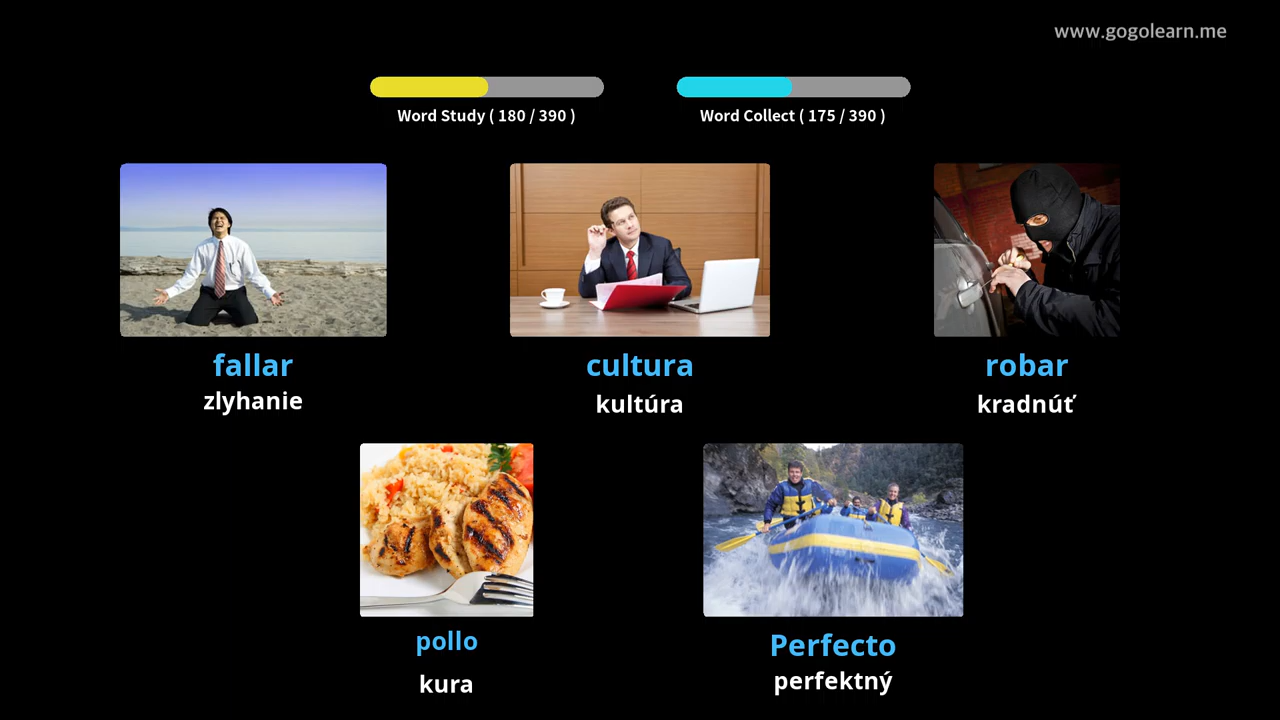 www.gogolearn.me
Word Study ( 180 / 390 )
Word Collect ( 175 / 390 )
fallar
zlyhanie
cultura
kultúra
robar
kradnúť
pollo
kura
Perfecto
perfektný